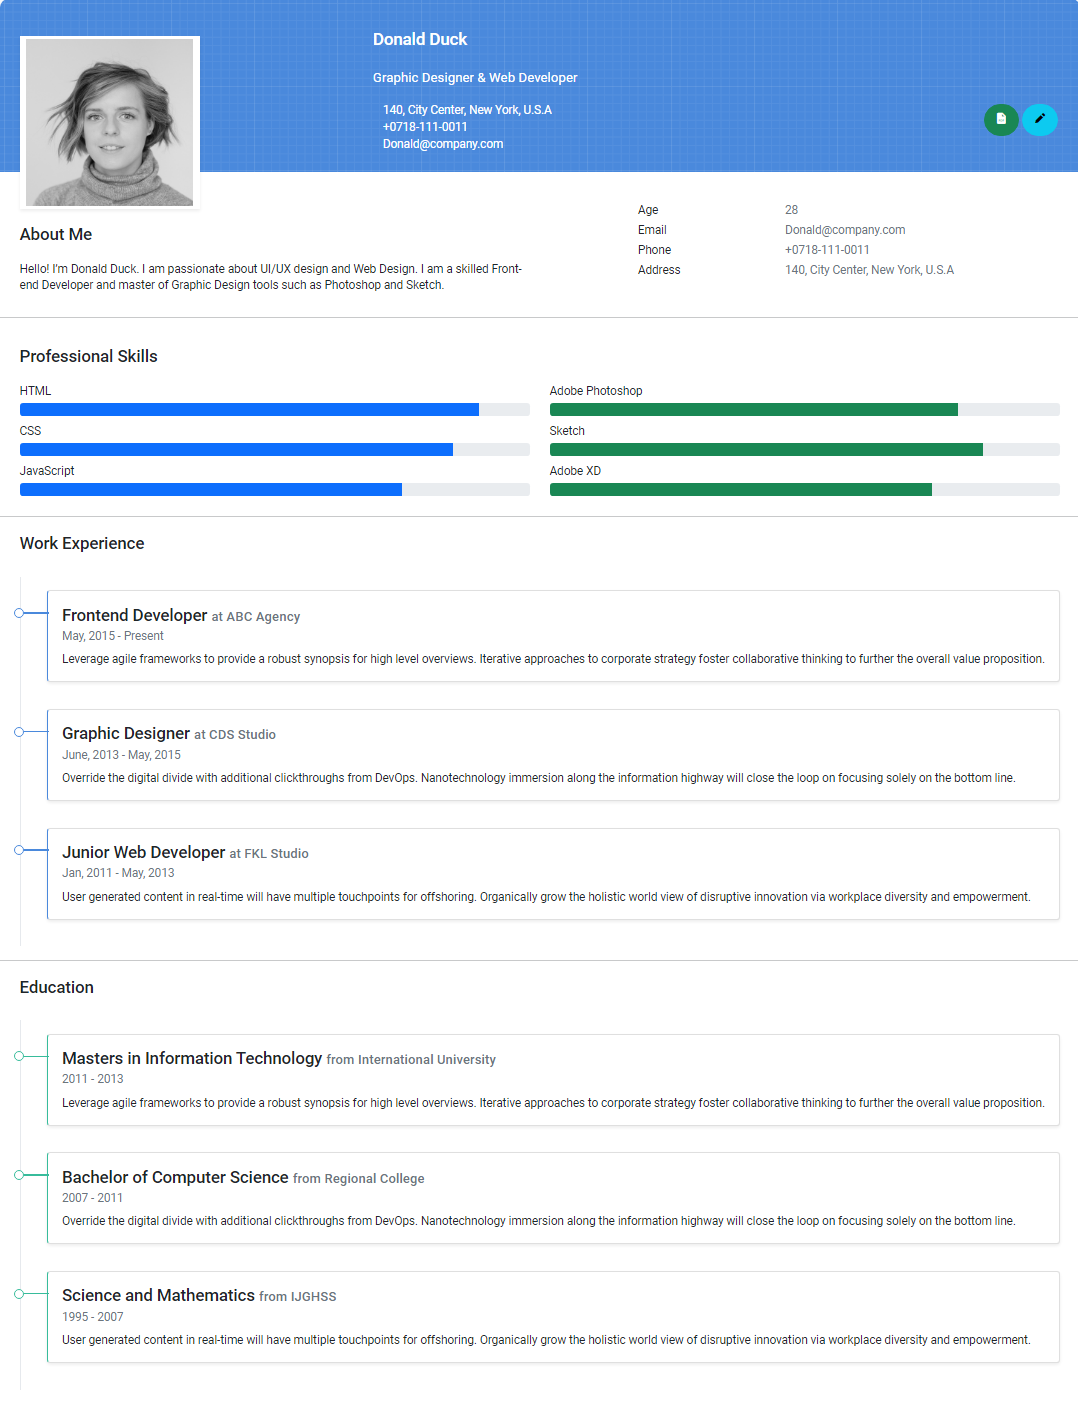 Donald Duck
Graphic Designer & Web Developer
140, City Center, New York, U.S.A
+0718-111-0011
Donald@company.com
About Me
Hello! I'm Donald Duck. I am passionate about UI/UX design and Web Design. I am a skilled Front-
end Developer and master of Graphic Design tools such as Photoshop and Sketch.
Age 28
Email Donald@company.com
Phone +0718-111-0011
Address 140, City Center, New York, U.S.A
Professional Skills
HTML
CSS
JavaScript
Adobe Photoshop
Sketch
Adobe XD
Work Experience
Frontend Developer at ABC Agency
May, 2015 - Present
Leverage agile frameworks to provide a robust synopsis for high level overviews. Iterative approaches to corporate strategy foster collaborative thinking to further the overall value proposition.
Graphic Designer at CDS Studio
June, 2013 - May, 2015
Override the digital divide with additional clickthroughs from DevOps. Nanotechnology immersion along the information highway will close the loop on focusing solely on the bottom line.
Junior Web Developer at FKL Studio
Jan, 2011 - May, 2013
User generated content in real-time will have multiple touchpoints for offshoring. Organically grow the holistic world view of disruptive innovation via workplace diversity and empowerment.
Education
Masters in Information Technology from International University
2011 - 2013
Leverage agile frameworks to provide a robust synopsis for high level overviews. Iterative approaches to corporate strategy foster collaborative thinking to further the overall value proposition.
Bachelor of Computer Science from Regional College
2007 - 2011
Override the digital divide with additional clickthroughs from DevOps. Nanotechnology immersion along the information highway will close the loop on focusing solely on the bottom line.
Science and Mathematics from IJGHSS
1995 - 2007
User generated content in real-time will have multiple touchpoints for offshoring. Organically grow the holistic world view of disruptive innovation via workplace diversity and empowerment.